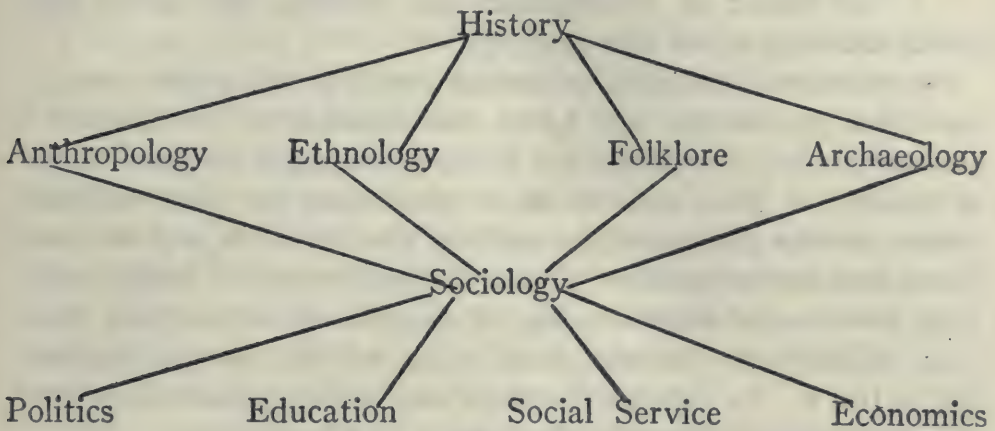 History
Anthropology Ethnology Folklore Archaeology
Sociology
Politics Education Social Service Economics